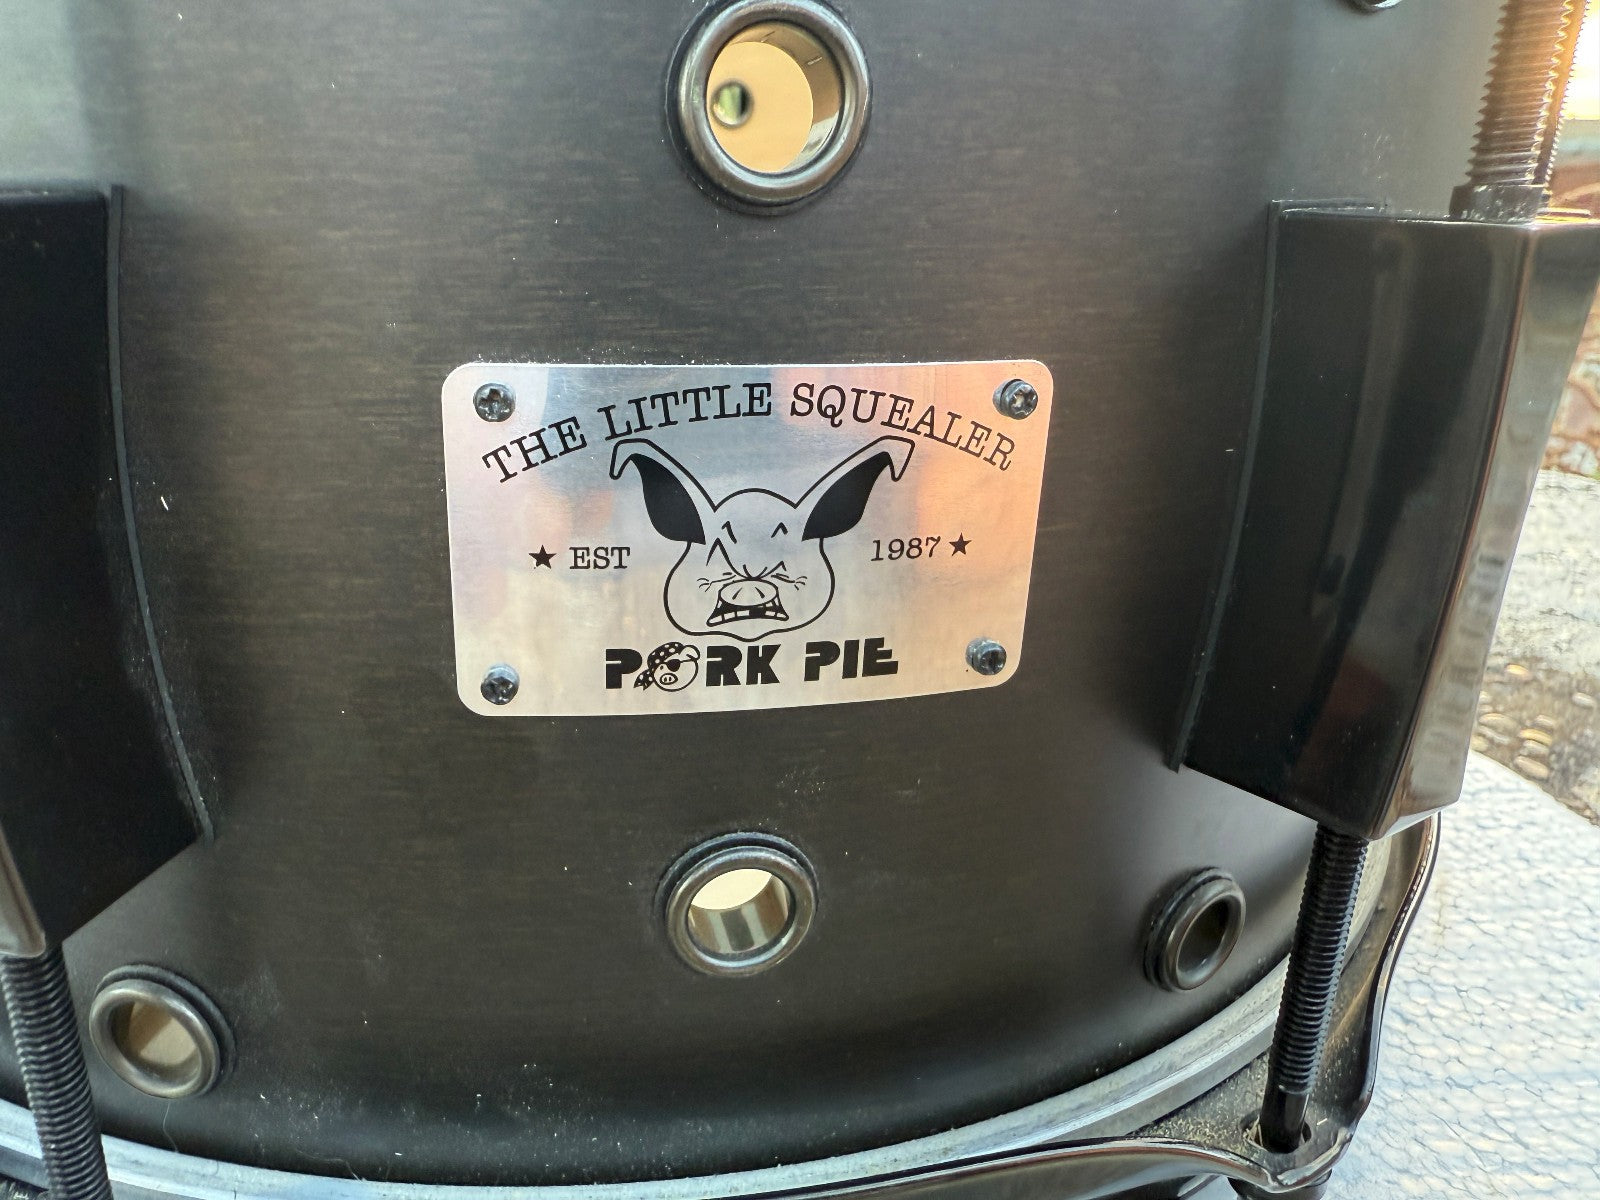 THE LITTLE SQUEALER
★ EST 1987 ★
PORK PIE